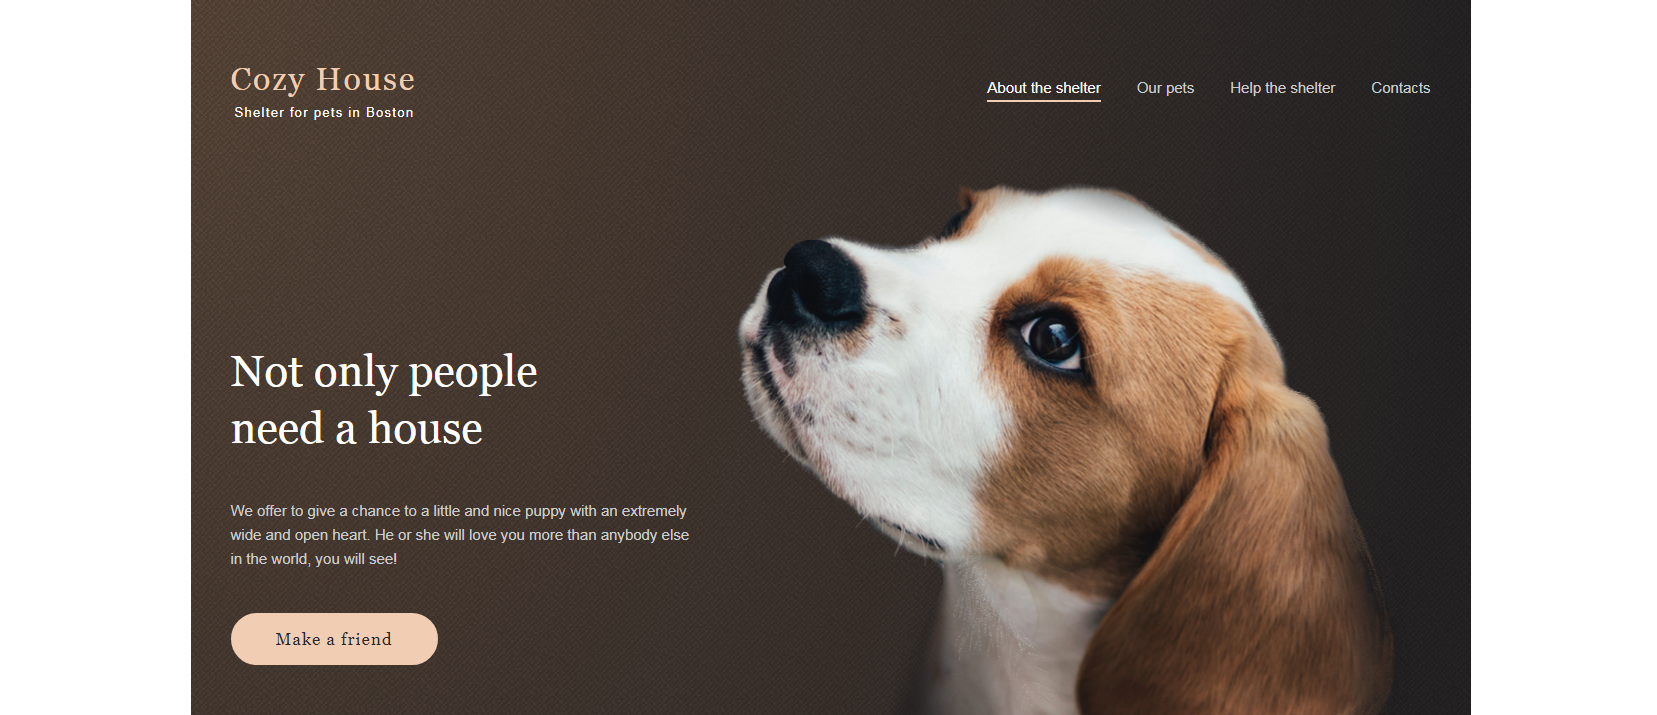 Cozy House
Shelter for pets in Boston
About the shelter
Our pets
Help the shelter
Contacts
Not only people
need a house
We offer to give a chance to a little and nice puppy with an extremely
wide and open heart. He or she will love you more than anybody else
in the world, you will see!
Make a friend